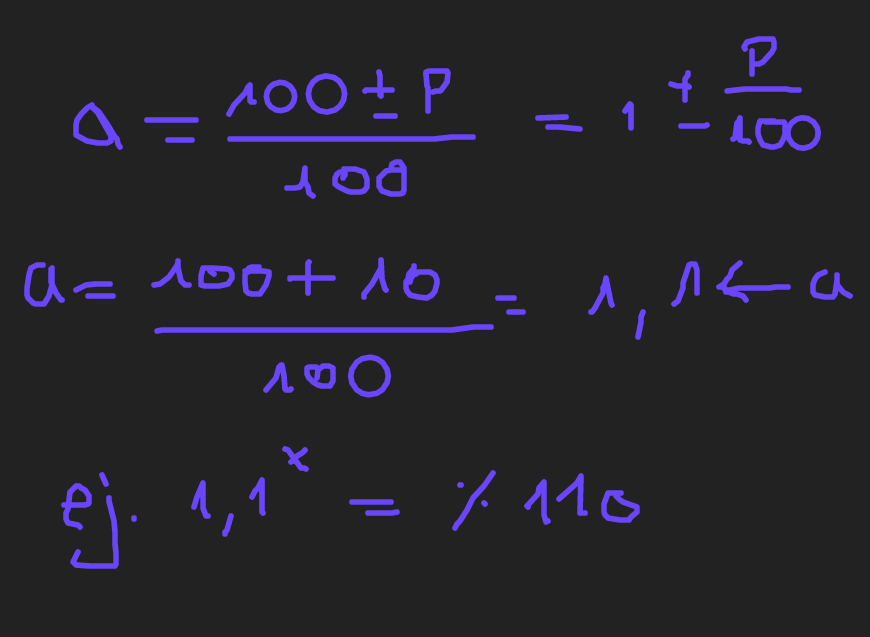 a = (100 ± P)/100 = 1 ± P/100
a = (100 + 10)/100 = 1,1 ← a
ej. 1,1^x = % 110